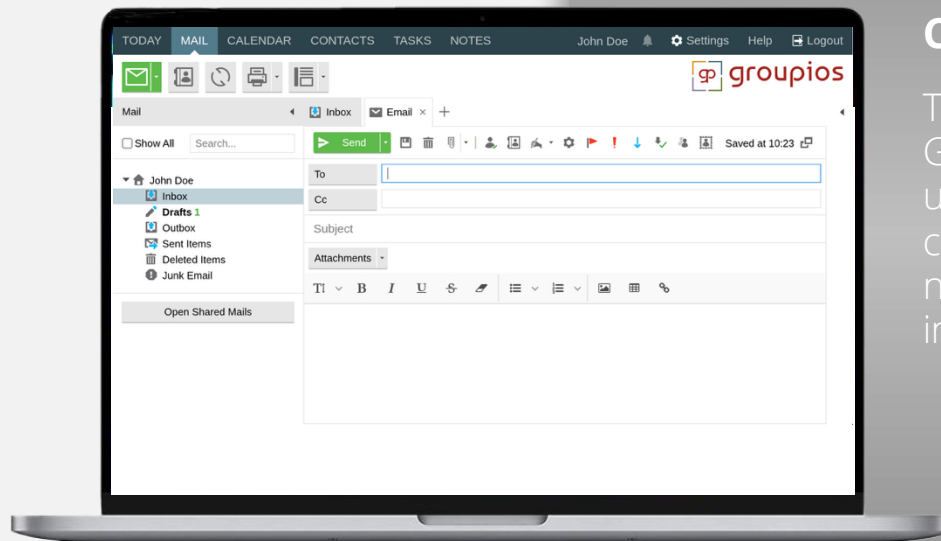 TODAY MAIL CALENDAR CONTACTS TASKS NOTES John Doe Settings Help Logout
gp groupios
Mail Inbox Email × +
Show All Search... Send Saved at 10:23
To
John Doe
Inbox
Cc
Drafts 1
Outbox
Subject
Sent Items
Deleted Items
Attachments
Junk Email
TI B I U S
Open Shared Mails